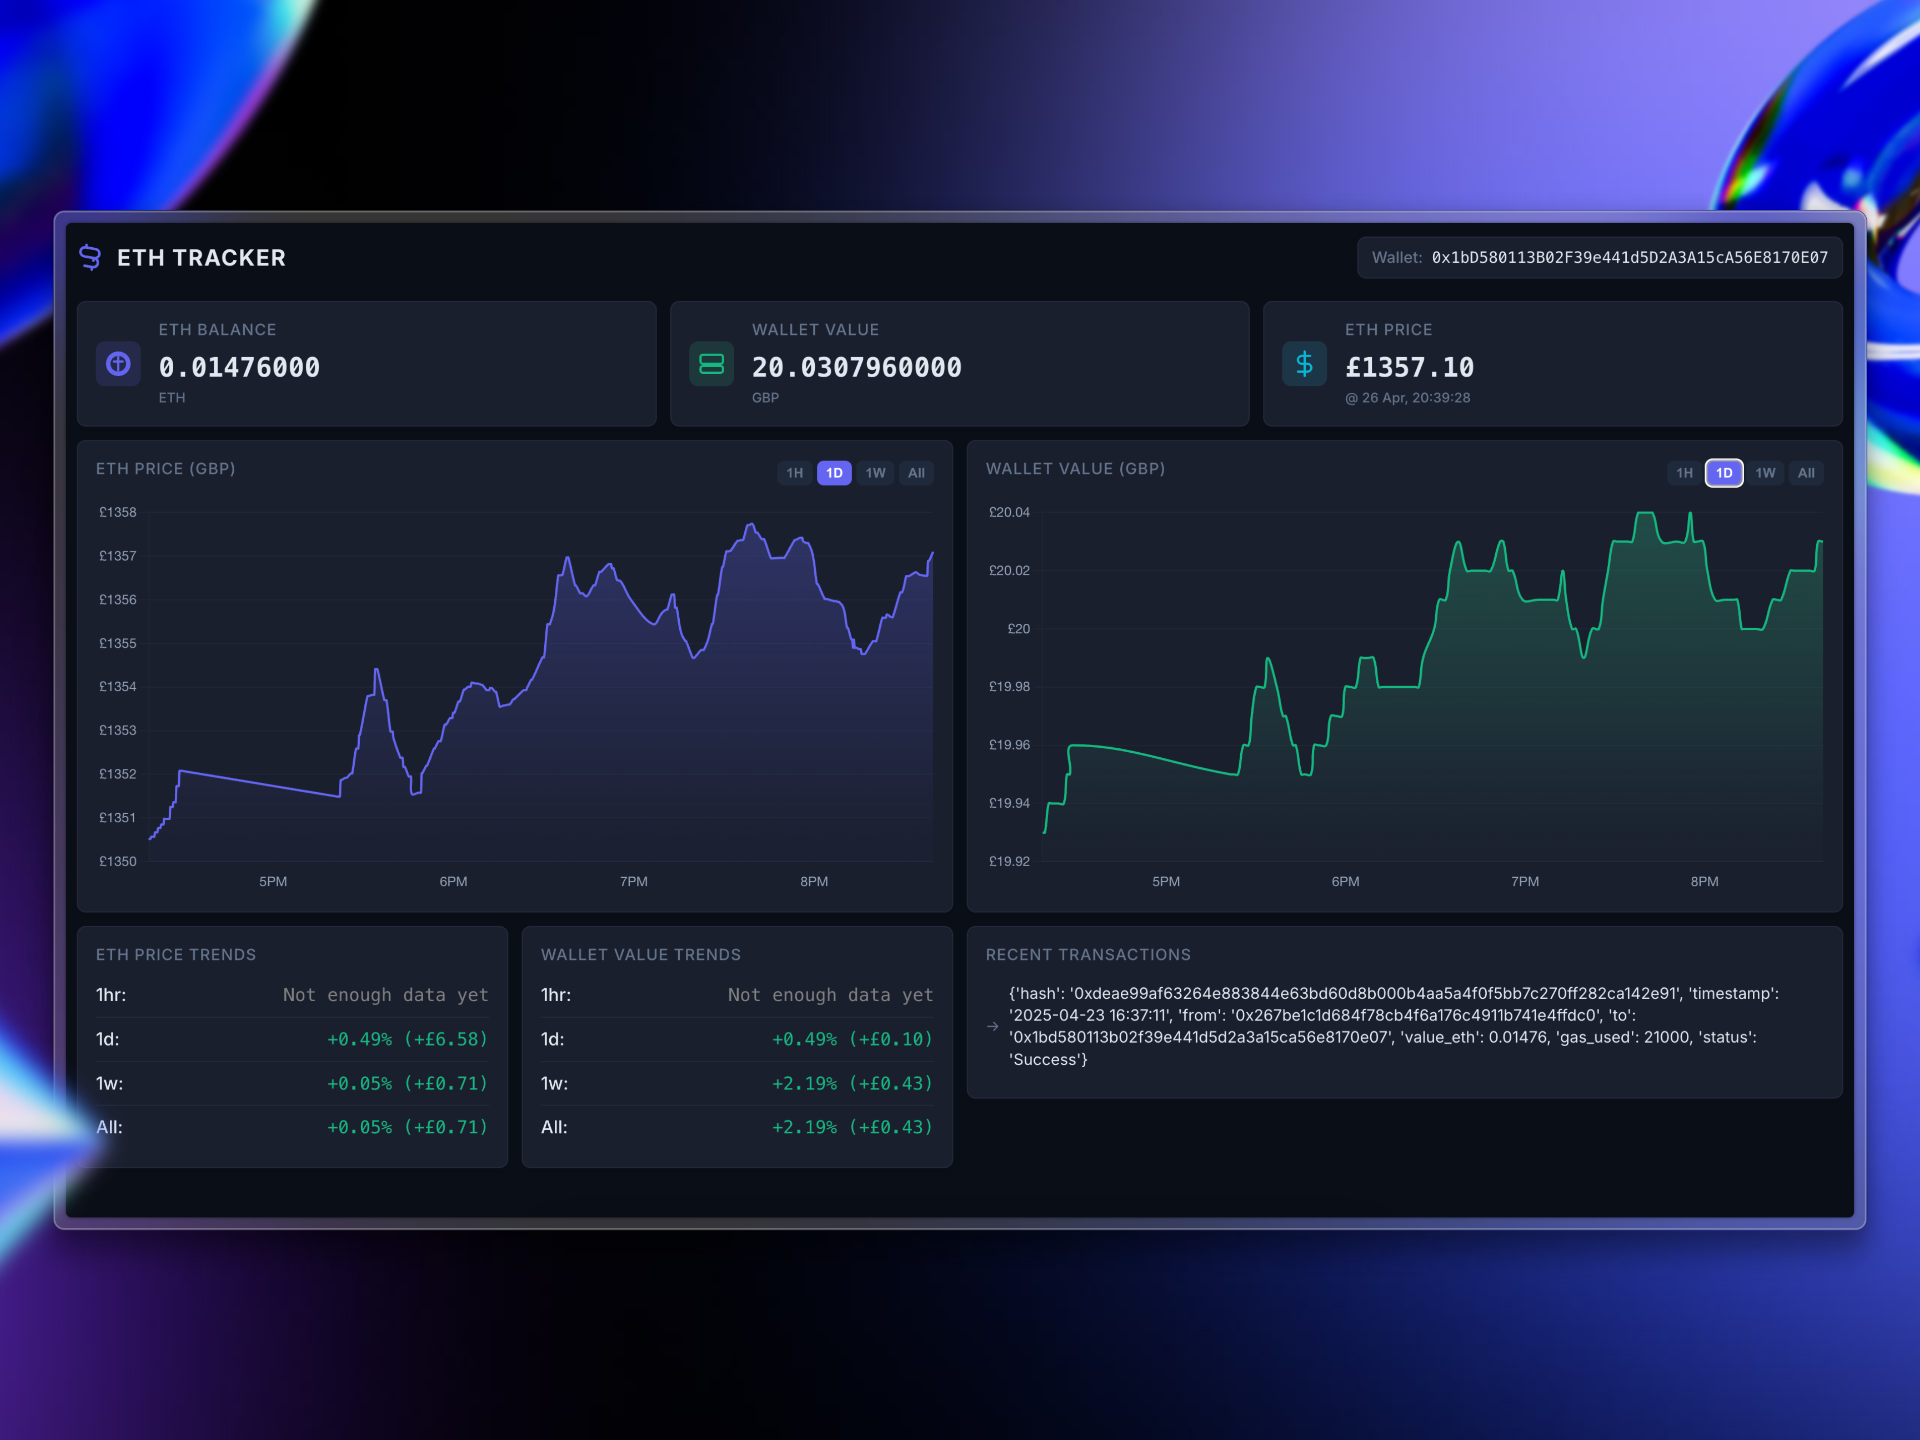 ETH TRACKER
Wallet: 0x1bD580113B02F39e441d5D2A3A15cA56E8170E07
ETH BALANCE
0.01476000
ETH
WALLET VALUE
20.0307960000
GBP
ETH PRICE
£1357.10
@ 26 Apr, 20:39:28
ETH PRICE (GBP)
1H 1D 1W All
£1358
£1357
£1356
£1355
£1354
£1353
£1352
£1351
£1350
5PM 6PM 7PM 8PM
WALLET VALUE (GBP)
1H 1D 1W All
£20.04
£20.02
£20
£19.98
£19.96
£19.94
£19.92
5PM 6PM 7PM 8PM
ETH PRICE TRENDS
1hr: Not enough data yet
1d: +0.49% (+£6.58)
1w: +0.05% (+£0.71)
All: +0.05% (+£0.71)
WALLET VALUE TRENDS
1hr: Not enough data yet
1d: +0.49% (+£0.10)
1w: +2.19% (+£0.43)
All: +2.19% (+£0.43)
RECENT TRANSACTIONS
{'hash': '0xdeae99af63264e883844e63bd60d8b000b4aa5a4f0f5bb7c270ff282ca142e91', 'timestamp':
'2025-04-23 16:37:11', 'from': '0x267be1c1d684f78cb4f6a176c4911b741e4ffdc0', 'to':
'0x1bd580113b02f39e441d5d2a3a15ca56e8170e07', 'value_eth': 0.01476, 'gas_used': 21000, 'status':
'Success'}